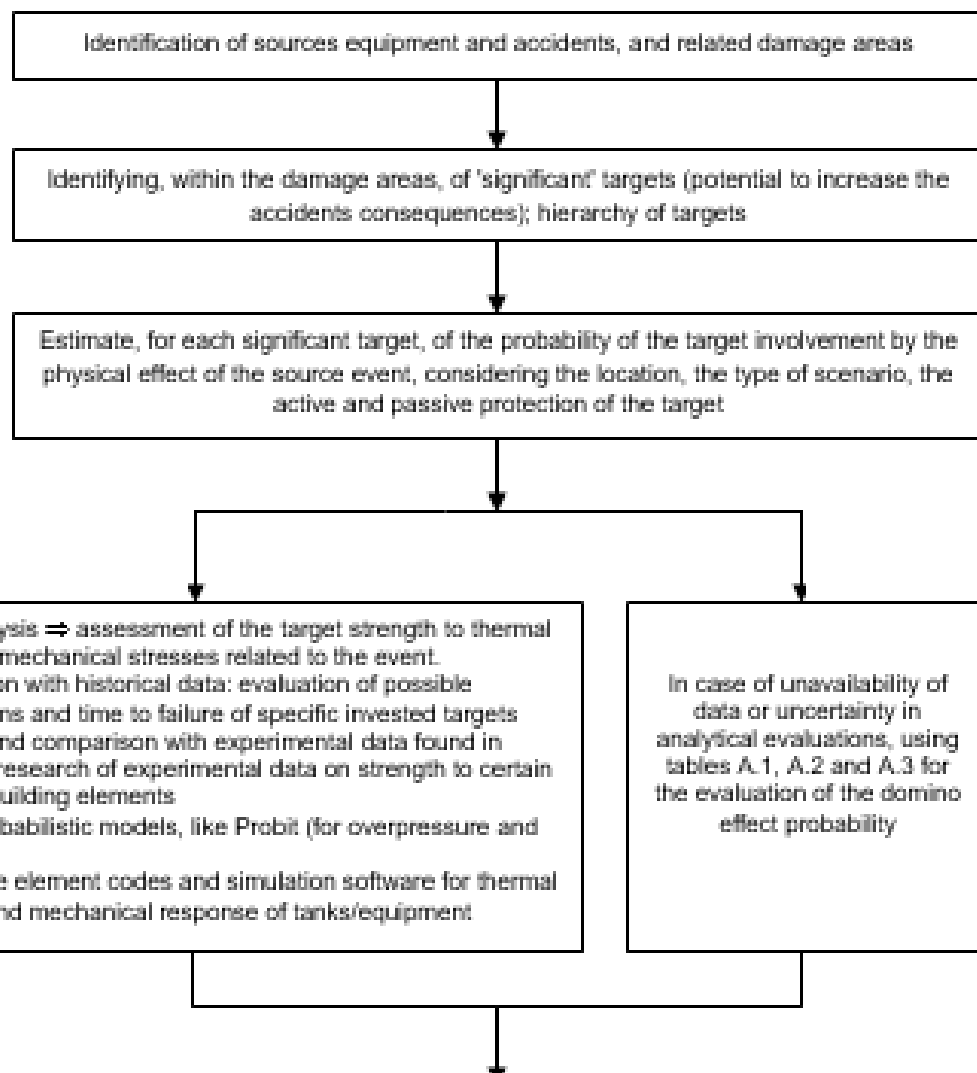 Identification of sources equipment and accidents, and related damage areas
Identifying, within the damage areas, of 'significant' targets (potential to increase the
accidents consequences); hierarchy of targets
Estimate, for each significant target, of the probability of the target involvement by the
physical effect of the source event, considering the location, the type of scenario, the
active and passive protection of the target
ysis ⇒ assessment of the target strength to thermal
mechanical stresses related to the event.
on with historical data: evaluation of possible
ns and time to failure of specific invested targets
nd comparison with experimental data found in
research of experimental data on strength to certain
uilding elements
babilistic models, like Probit (for overpressure and
e element codes and simulation software for thermal
nd mechanical response of tanks/equipment
In case of unavailability of
data or uncertainty in
analytical evaluations, using
tables A.1, A.2 and A.3 for
the evaluation of the domino
effect probability